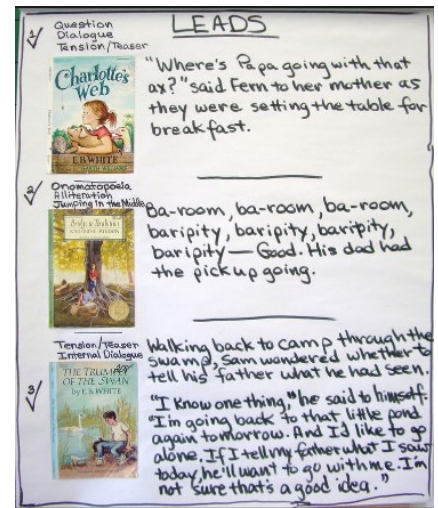 LEADS
1
Question
Dialogue
Tension/Teaser
Charlotte's
Web
E.B. WHITE
"Where's Papa going with that
ax?" said Fern to her mother as
they were setting the table for
breakfast.
2
Onomatopoeia
Alliteration
Jumping in the Middle
Ba-room, ba-room, ba-room,
baripity, baripity, baripity,
baripity — Good. His dad had
the pickup going.
3
Tension/Teaser
Internal Dialogue
THE TRUMPET
OF THE SWAN
by E. B. WHITE
Walking back to camp through the
swamp, Sam wondered whether to
tell his father what he had seen.
"I know one thing," he said to himself.
"I'm going back to that little pond
again tomorrow. And I'd like to go
alone. If I tell my father what I saw
today, he'll want to go with me. I'm
not sure that's a good idea."